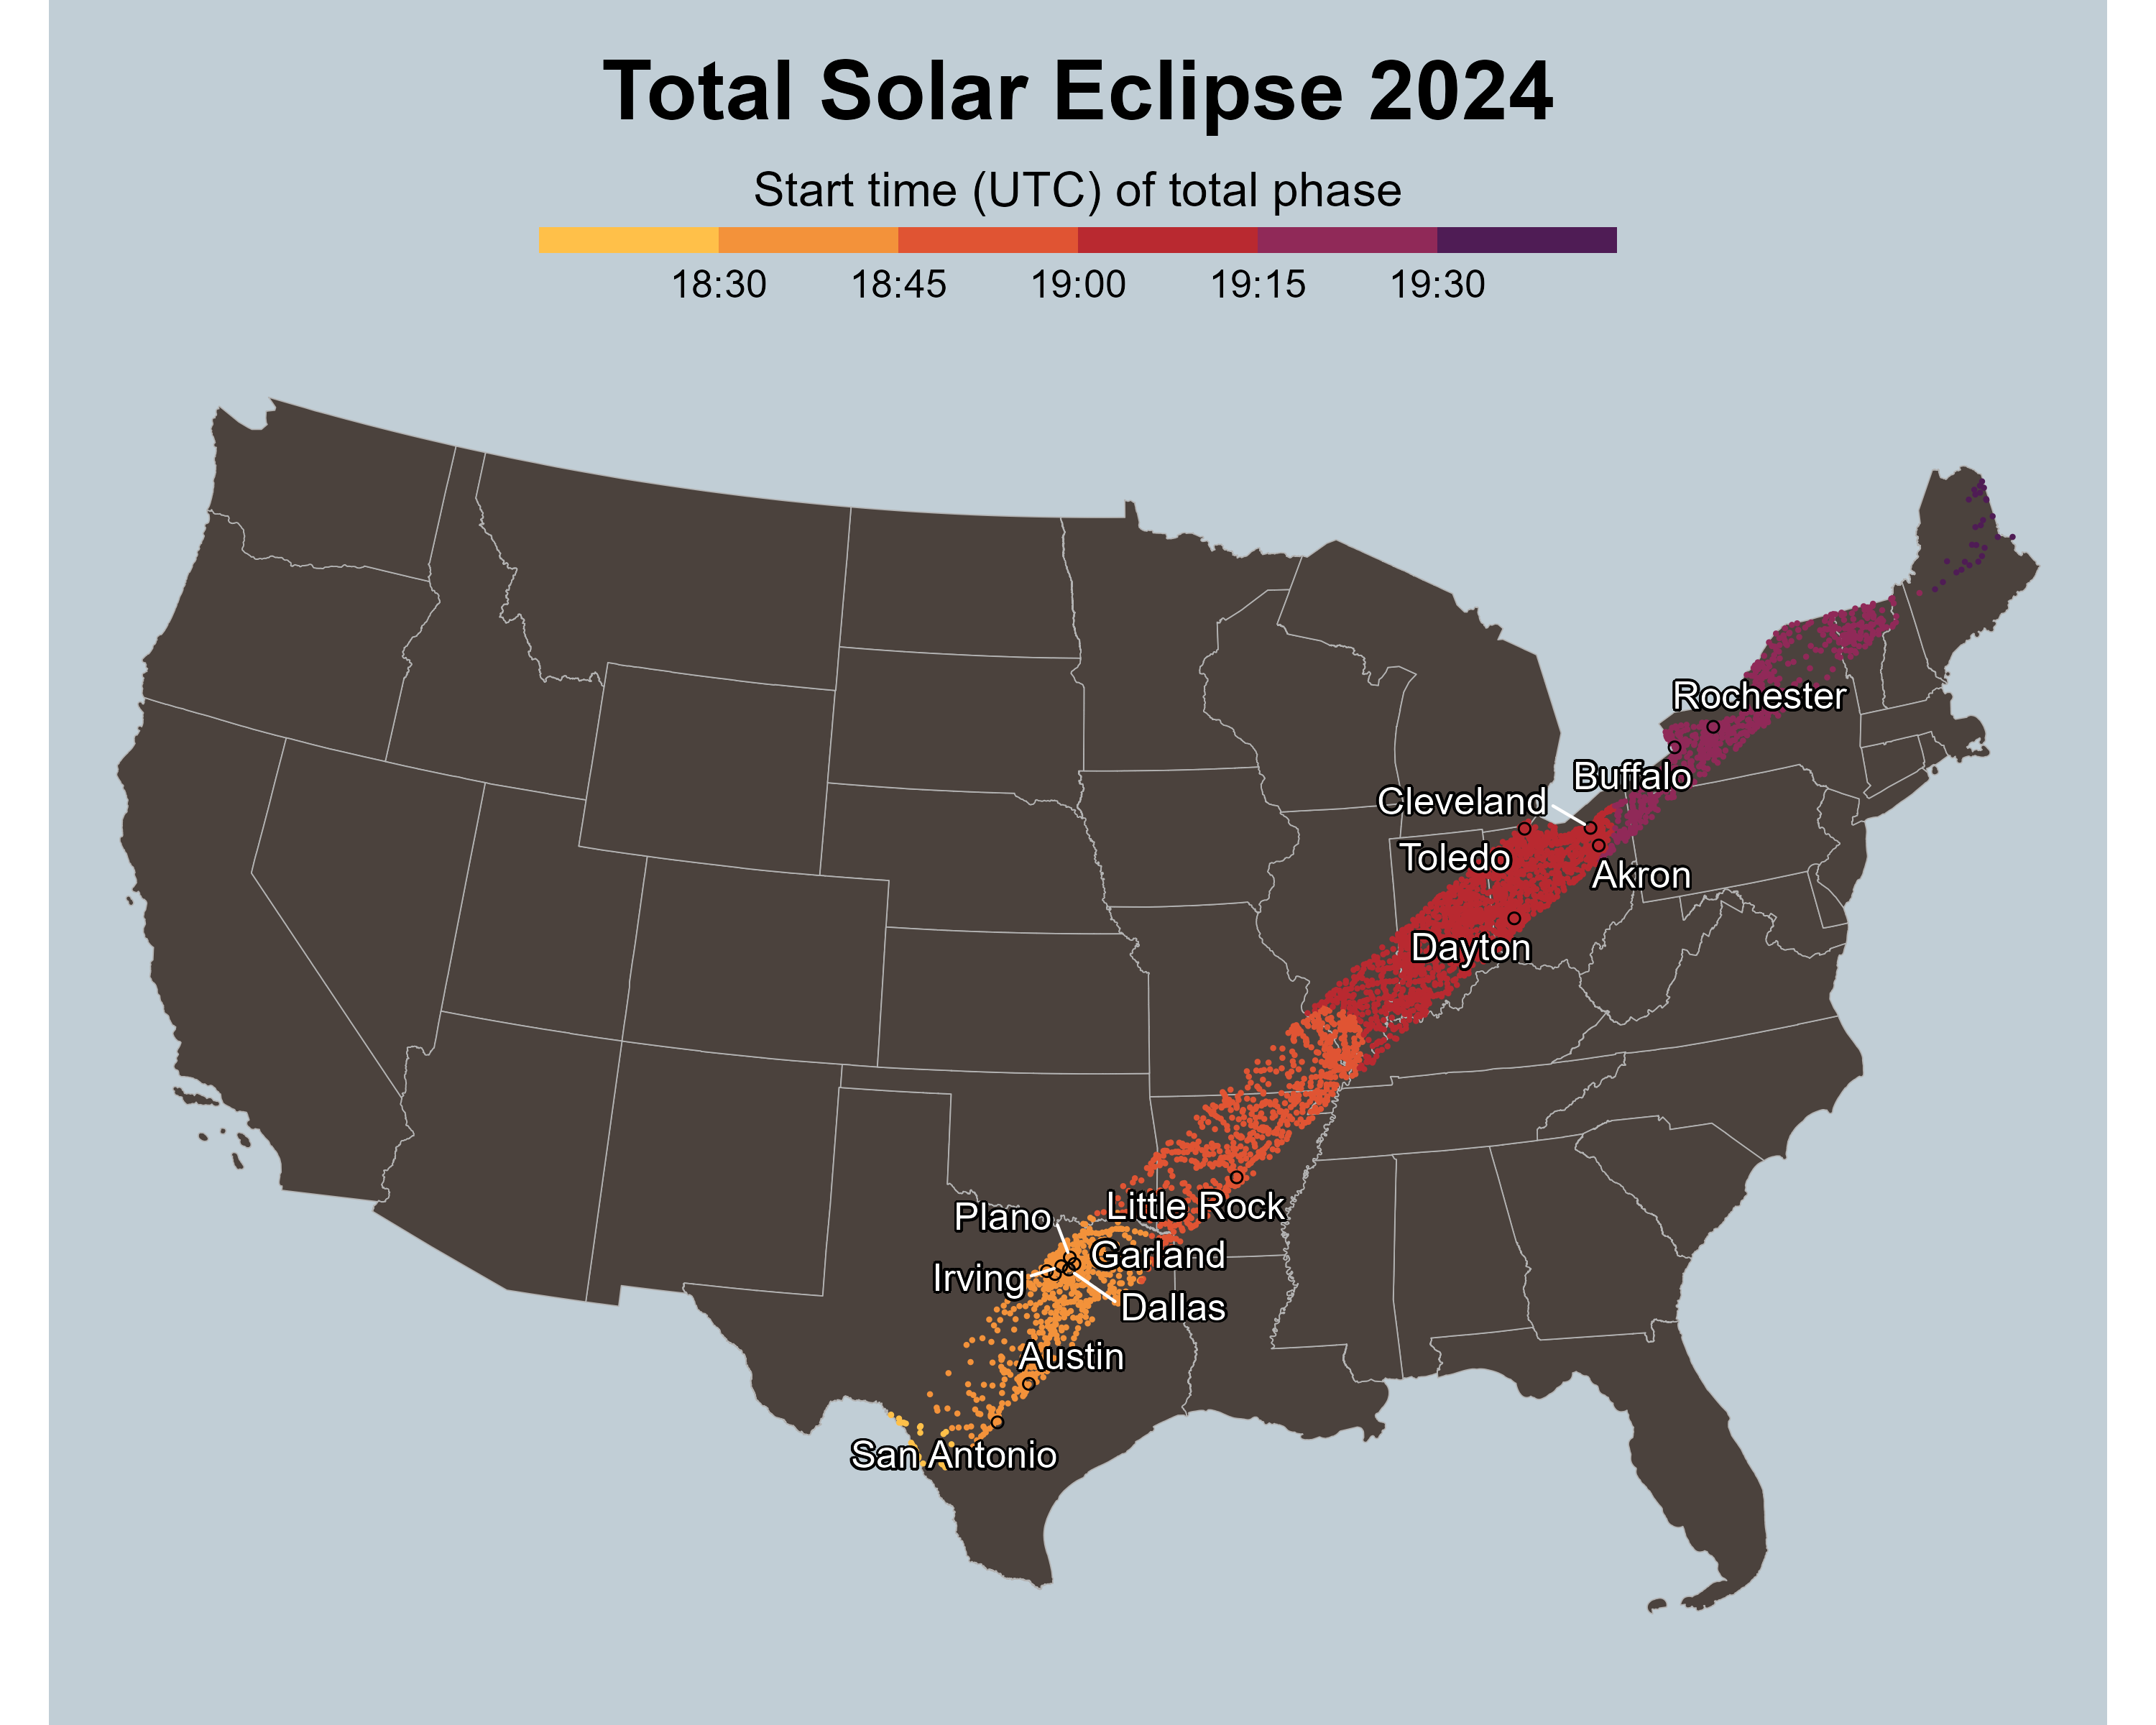 Total Solar Eclipse 2024
Start time (UTC) of total phase
18:30 18:45 19:00 19:15 19:30
Rochester
Buffalo
Cleveland
Toledo
Akron
Dayton
Little Rock
Plano
Garland
Irving
Dallas
Austin
San Antonio